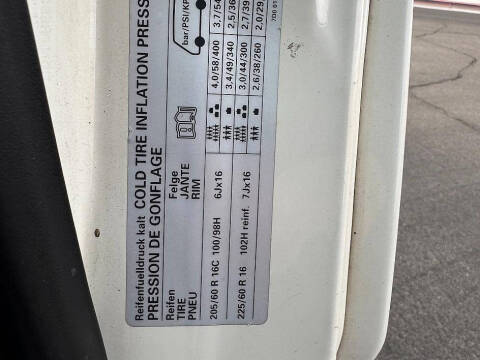 Reifenfuelldruck kalt COLD TIRE INFLATION PRESS
PRESSION DE GONFLAGE
bar/PSI/KP
Reifen
TIRE
PNEU
Felge
JANTE
RIM
205/60 R 16C 100/98H 6Jx16
4,0/58/400 3,7/54
3,4/49/340 2,5/36
225/60 R 16 102H reinf. 7Jx16
3,0/44/300 2,7/39
2,6/38/260 2,0/29
7D0 01